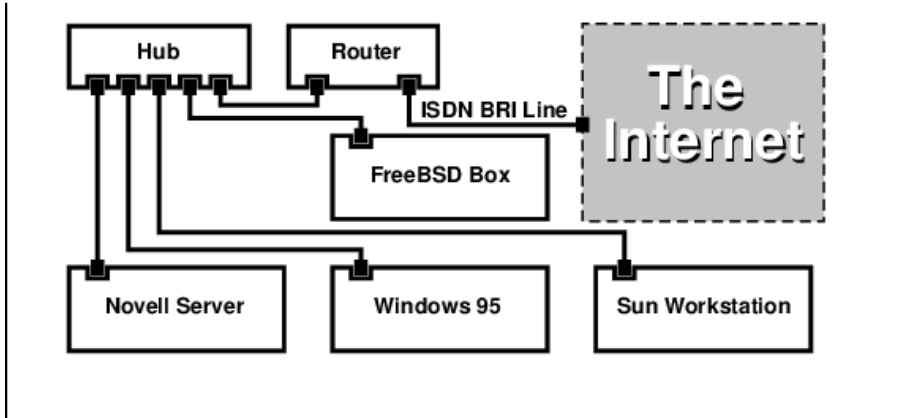 Hub
Router
The
Internet
ISDN BRI Line
FreeBSD Box
Novell Server
Windows 95
Sun Workstation